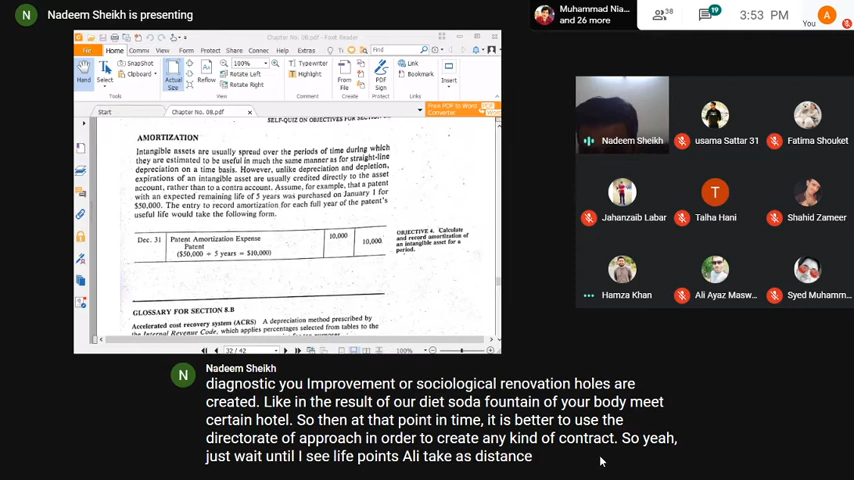 N Nadeem Sheikh is presenting
Muhammad Nia...
and 26 more
38
19
3:53 PM
You
A
Chapter No. 08.pdf - Foxit Reader
File Home Comme View Form Protect Share Connect Help Extras Find
Hand
Select
SnapShot
Clipboard
Actual
Size
Reflow
100%
Rotate Left
Rotate Right
Typewriter
Highlight
From
File
PDF
Sign
Link
Bookmark
Insert
Tools
View
Comment
Create
Protect
Links
Start
Chapter No. 08.pdf
Free PDF to Word
Converter
SELF-QUIZ ON OBJECTIVES FOR SECTION
AMORTIZATION
Intangible assets are usually spread over the periods of time during which
they are estimated to be useful in much the same manner as for straight-line
depreciation on a time basis. However, unlike depreciation and depletion,
expirations of an intangible asset are usually credited directly to the asset
account, rather than to a contra account. Assume, for example, that a patent
with an expected remaining life of 5 years was purchased on January 1 for
$50,000. The entry to record amortization for each full year of the patent's
useful life would take the following form.
Dec. 31 Patent Amortization Expense 10,000
Patent 10,000
($50,000 ÷ 5 years = $10,000)
OBJECTIVE 4. Calculate
and record amortization of
an intangible asset for a
period.
GLOSSARY FOR SECTION 8.B
Accelerated cost recovery system (ACRS) A depreciation method prescribed by
the Internal Revenue Code, which applies percentages selected from tables to the
32 / 42
100%
Nadeem Sheikh
usama Sattar 31
Fatima Shouket
Jahanzaib Labar
T
Talha Hani
Shahid Zameer
Hamza Khan
Ali Ayaz Masw...
Syed Muhamm...
N
Nadeem Sheikh
diagnostic you Improvement or sociological renovation holes are
created. Like in the result of our diet soda fountain of your body meet
certain hotel. So then at that point in time, it is better to use the
directorate of approach in order to create any kind of contract. So yeah,
just wait until I see life points Ali take as distance